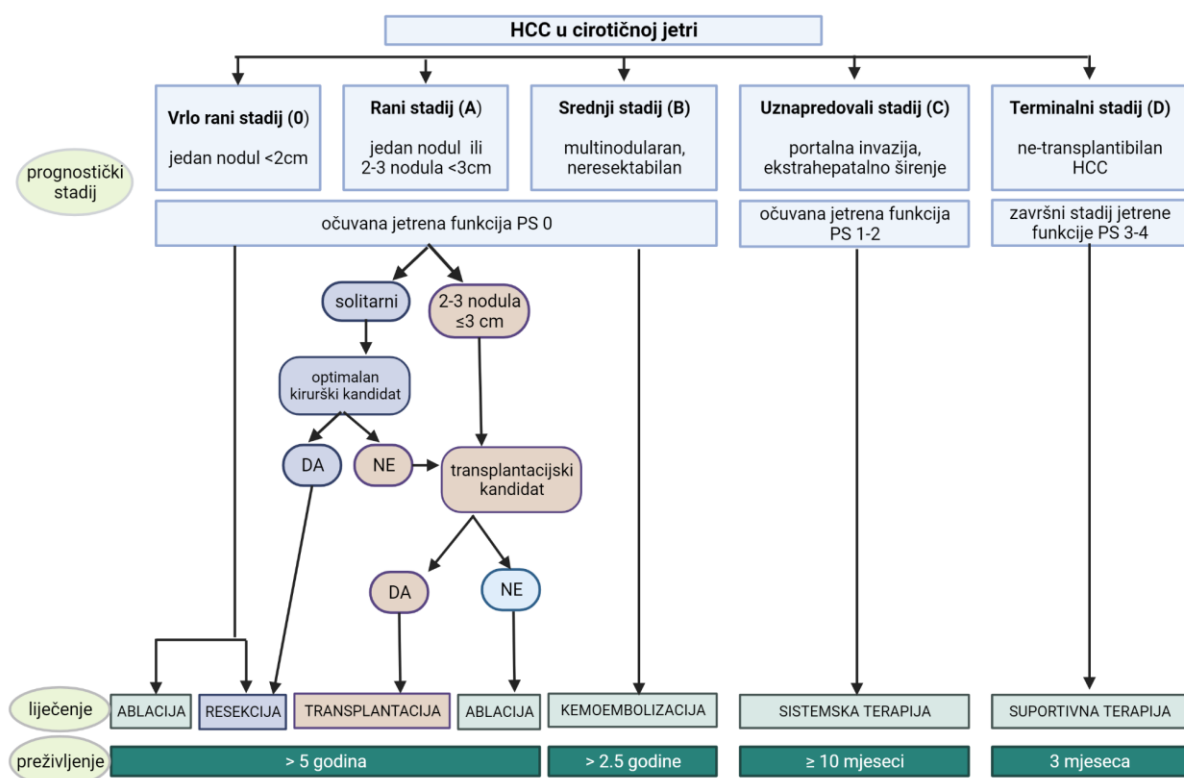 HCC u cirotičnoj jetri
Vrlo rani stadij (0)
jedan nodul <2cm
Rani stadij (A)
jedan nodul ili
2-3 nodula <3cm
Srednji stadij (B)
multinodularan,
neresektabilan
Uznapredovali stadij (C)
portalna invazija,
ekstrahepatalno širenje
Terminalni stadij (D)
ne-transplantibilan
HCC
prognostički
stadij
očuvana jetrena funkcija PS 0
očuvana jetrena funkcija
PS 1-2
završni stadij jetrene
funkcije PS 3-4
solitarni
2-3 nodula
≤3 cm
optimalan
kirurški kandidat
DA
NE
transplantacijski
kandidat
DA
NE
liječenje
ABLACIJA
RESEKCIJA
TRANSPLANTACIJA
ABLACIJA
KEMOEMBOLIZACIJA
SISTEMSKA TERAPIJA
SUPORTIVNA TERAPIJA
preživljenje
> 5 godina
> 2.5 godine
≥ 10 mjeseci
3 mjeseca